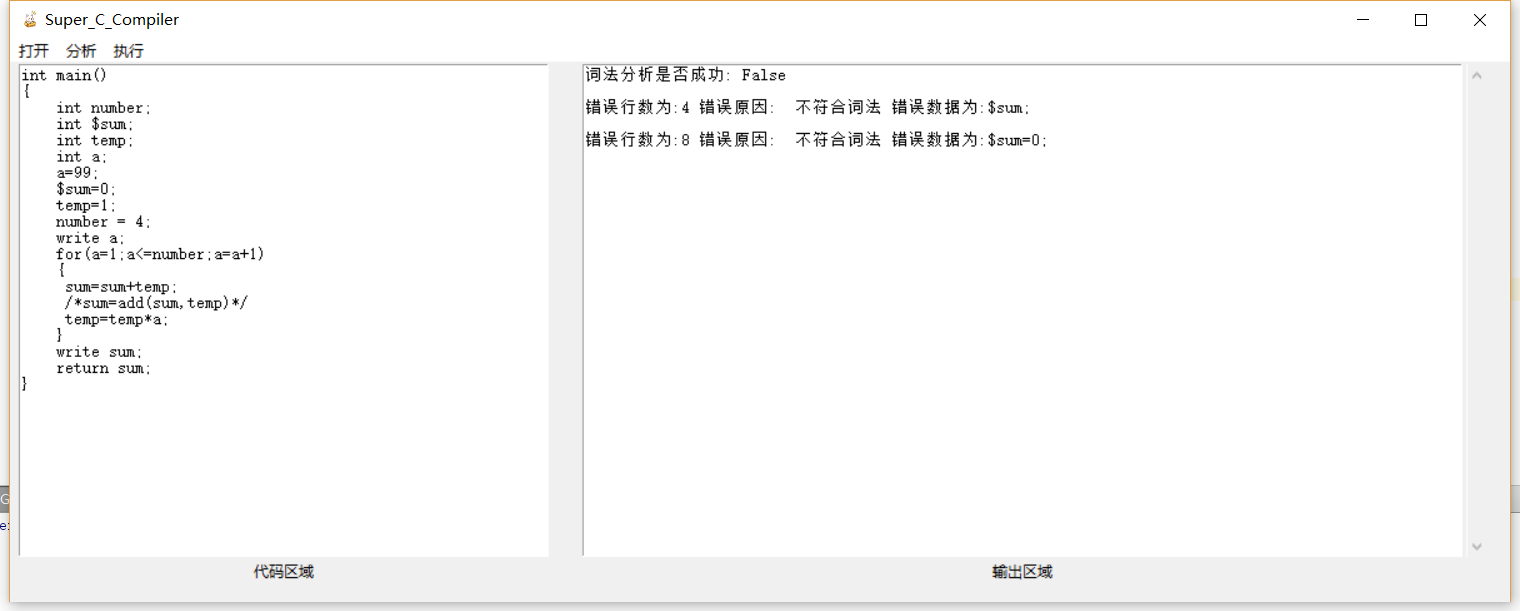 Super_C_Compiler
打开 分析 执行
int main()
{
int number;
int $sum;
int temp;
int a;
a=99;
$sum=0;
temp=1;
number = 4;
write a;
for(a=1;a<=number;a=a+1)
{
sum=sum+temp;
/*sum=add(sum,temp)*/
temp=temp*a;
}
write sum;
return sum;
}
代码区域
词法分析是否成功: False
错误行数为:4 错误原因: 不符合词法 错误数据为:$sum;
错误行数为:8 错误原因: 不符合词法 错误数据为:$sum=0;
输出区域
G
e: